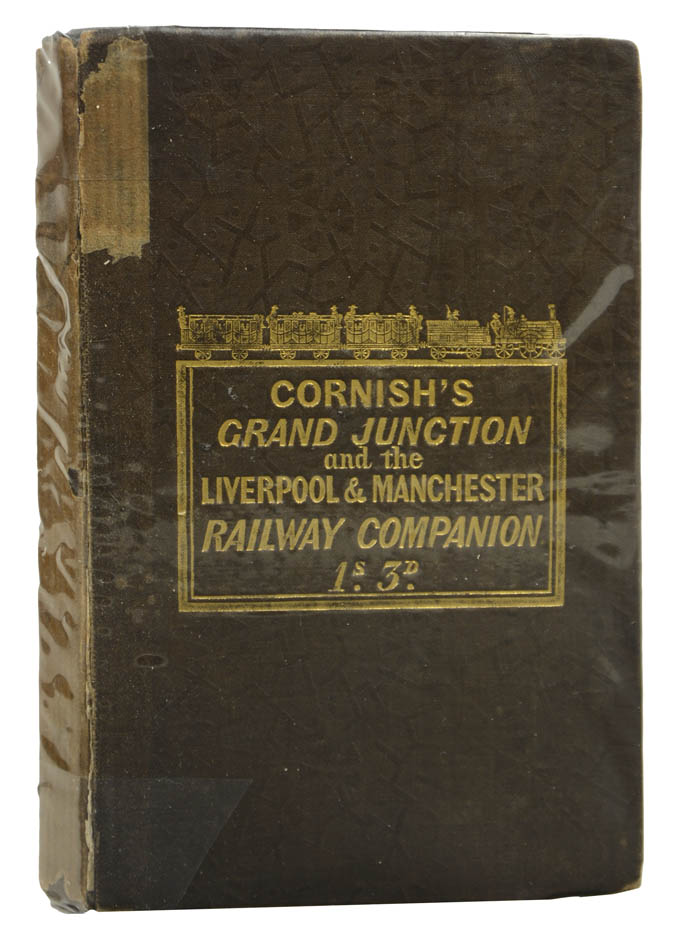 CORNISH'S
GRAND JUNCTION
and the
LIVERPOOL & MANCHESTER
RAILWAY COMPANION
1S. 3D.